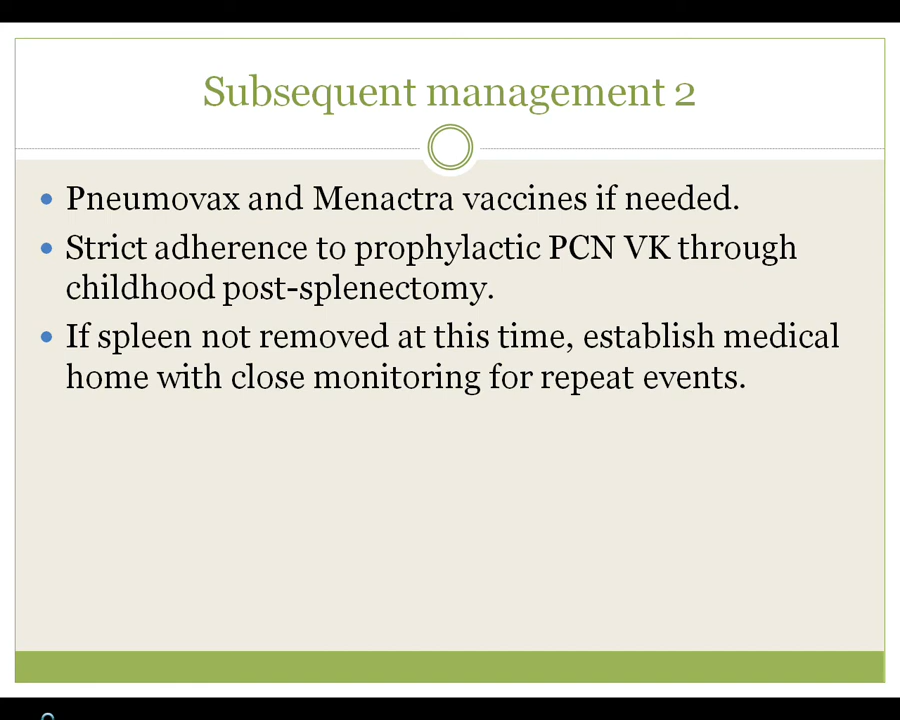 Subsequent management 2
Pneumovax and Menactra vaccines if needed.
Strict adherence to prophylactic PCN VK through
childhood post-splenectomy.
If spleen not removed at this time, establish medical
home with close monitoring for repeat events.